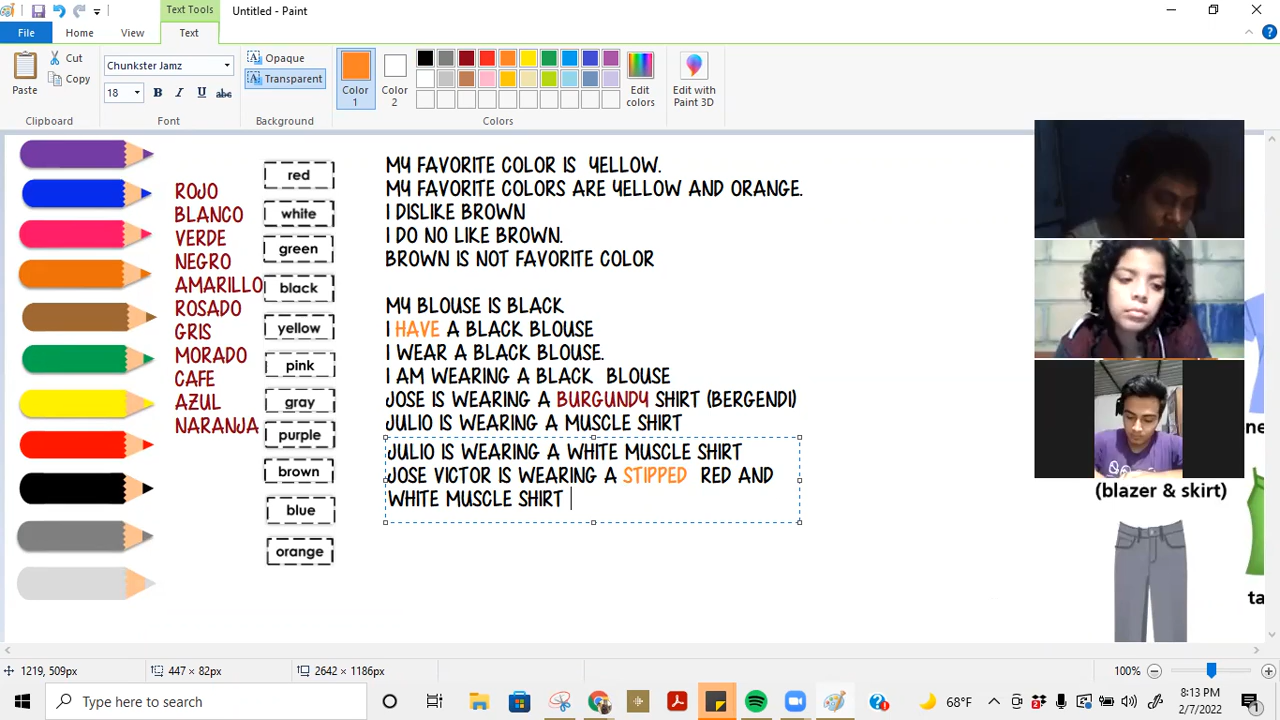 Text Tools
Untitled - Paint
File
Home
View
Text
Paste
Cut
Copy
Clipboard
Chunkster Jamz
18
B I U abc
Font
Opaque
Transparent
Background
Color 1
Color 2
Edit colors
Edit with Paint 3D
Colors
ROJO
BLANCO
VERDE
NEGRO
AMARILLO
ROSADO
GRIS
MORADO
CAFE
AZUL
NARANJA
red
white
green
black
yellow
pink
gray
purple
brown
blue
orange
MY FAVORITE COLOR IS YELLOW.
MY FAVORITE COLORS ARE YELLOW AND ORANGE.
I DISLIKE BROWN
I DO NO LIKE BROWN.
BROWN IS NOT FAVORITE COLOR
MY BLOUSE IS BLACK
I HAVE A BLACK BLOUSE
I WEAR A BLACK BLOUSE.
I AM WEARING A BLACK BLOUSE
JOSE IS WEARING A BURGUNDY SHIRT (BERGENDI)
JULIO IS WEARING A MUSCLE SHIRT
JULIO IS WEARING A WHITE MUSCLE SHIRT
JOSE VICTOR IS WEARING A STIPPED RED AND
WHITE MUSCLE SHIRT
(blazer & skirt)
1219, 509px
447 × 82px
2642 × 1186px
100%
Type here to search
68°F
8:13 PM
2/7/2022